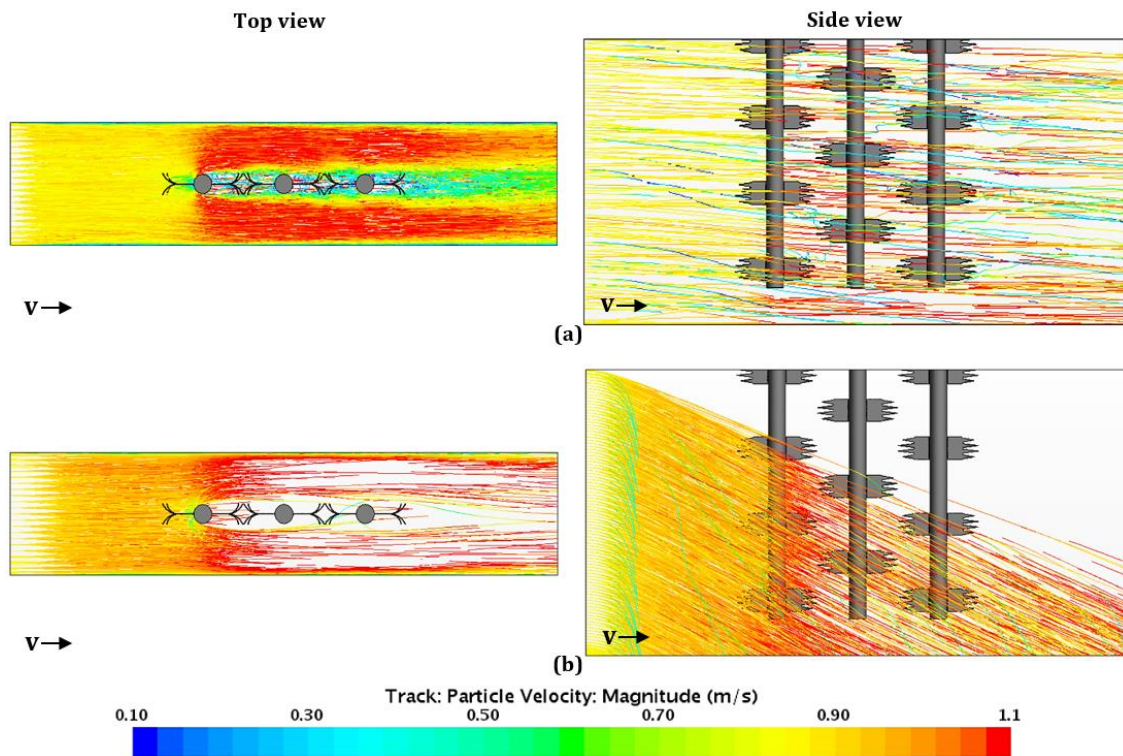 Top view
Side view
v
v
(a)
v
v
(b)
Track: Particle Velocity: Magnitude (m/s)
0.10 0.30 0.50 0.70 0.90 1.1